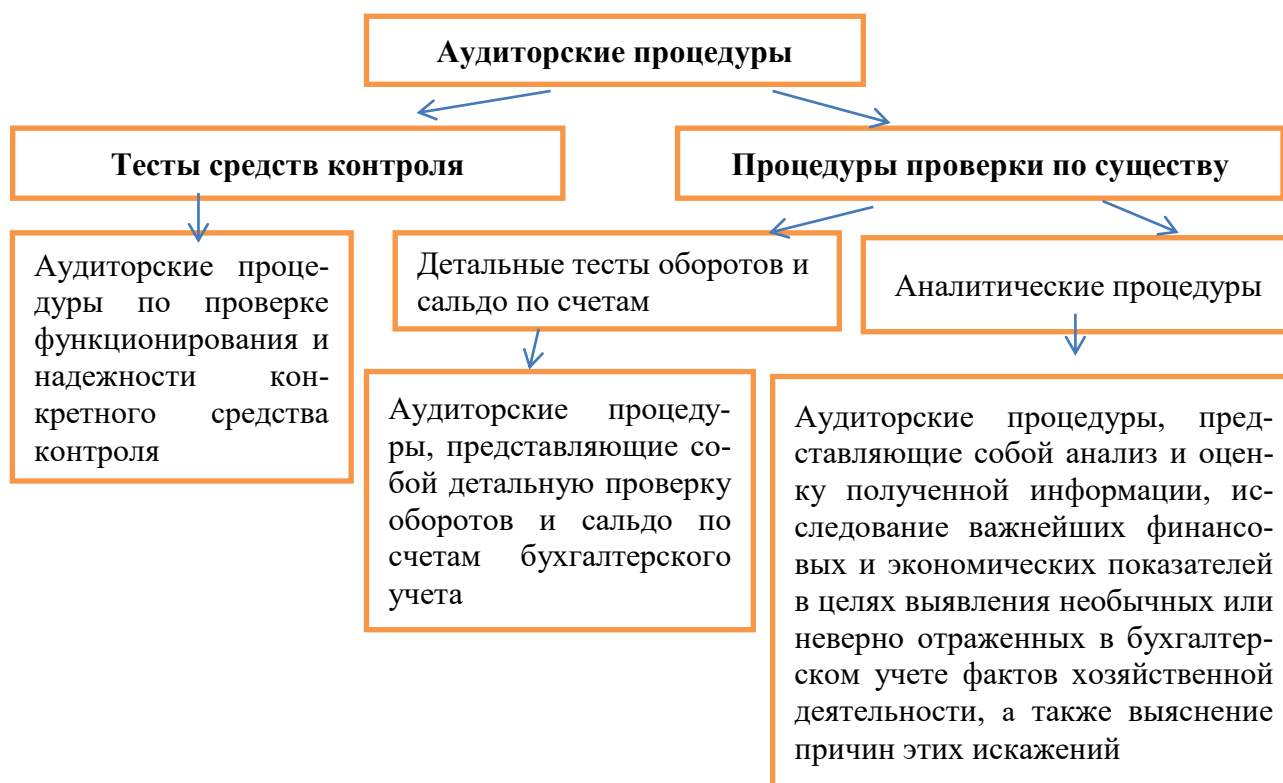 Аудиторские процедуры
Тесты средств контроля
Процедуры проверки по существу
Аудиторские проце-
дуры по проверке
функционирования и
надежности кон-
кретного средства
контроля
Детальные тесты оборотов и
сальдо по счетам
Аналитические процедуры
Аудиторские процеду-
ры, представляющие со-
бой детальную проверку
оборотов и сальдо по
счетам бухгалтерского
учета
Аудиторские процедуры, пред-
ставляющие собой анализ и оцен-
ку полученной информации, ис-
следование важнейших финансо-
вых и экономических показателей
в целях выявления необычных или
неверно отраженных в бухгалтер-
ском учете фактов хозяйственной
деятельности, а также выяснение
причин этих искажений